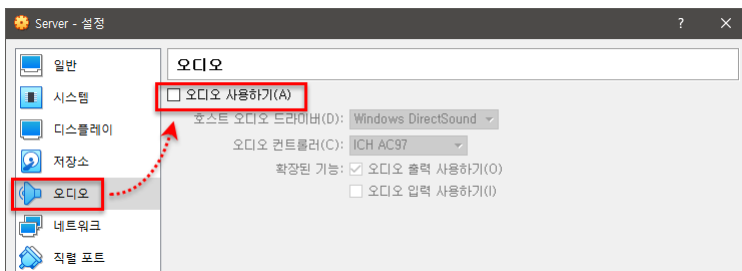 Server - 설정 ? ×
일반
시스템
디스플레이
저장소
오디오
네트워크
직렬 포트
오디오
오디오 사용하기(A)
호스트 오디오 드라이버(D): Windows DirectSound
오디오 컨트롤러(C): ICH AC97
확장된 기능: 오디오 출력 사용하기(O)
오디오 입력 사용하기(I)